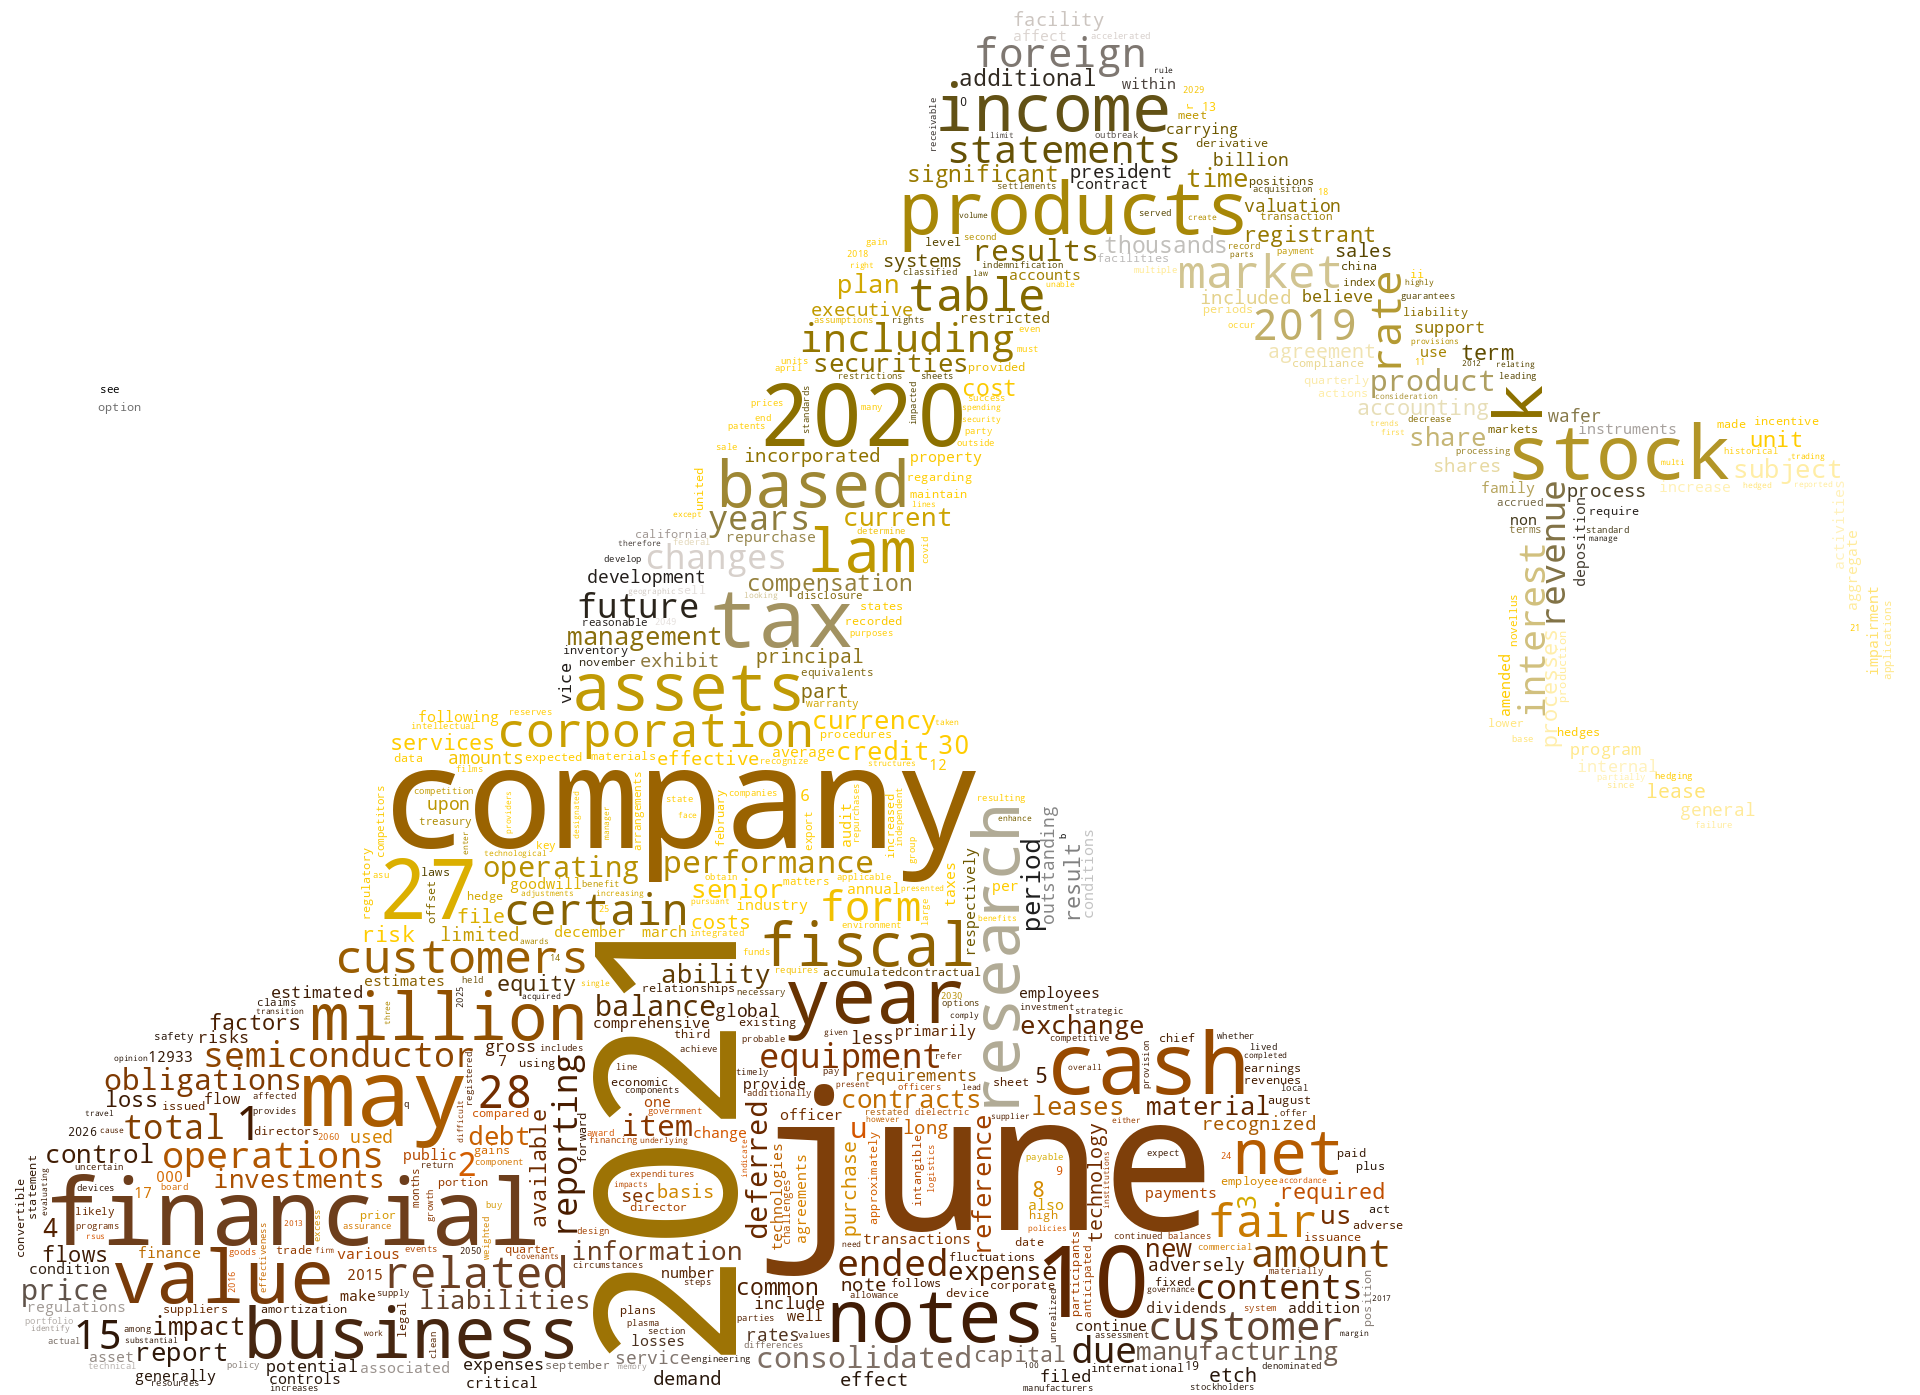 facility
affect accelerated
foreign
additional within rule
income
0 2029
r 13
receivable meet
limit outbreak carrying
statements derivative
significant president billion
settlements contract time positions
acquisition 18
products valuation
volume served create transaction
registrant
gain level second results thousands record sales
2018 systems indemnification facilities parts payment
right classified law accounts multiple market china
plan table unable rate ii
index highly
executive included believe guarantees
assumptions rights restricted periods liability
including even occur 2019 support
must provisions
units securities provided agreement use term
april compliance 11 2012 relating
restrictions sheets quarterly product leading
see 2020 cost actions consideration
standards impacted success
option prices many spending accounting k wafer
end security trends decrease made incentive
patents party first share markets instruments
outside unit
sale incorporated property processing stock historical trading
united based regarding shares multi subject
maintain family increase hedged reported
except lines accrued revenue process
years current non require activities
california repurchase determine terms standard
therefore federal changes lam covid deposition manage aggregate
develop
development compensation interest
geographic sell looking disclosure impairment
future tax states applications
reasonable 2049 recorded 21
management purposes novellius
inventory principal processes production
november exhibit equivalents
vice assets part amended
warranty
following reserves corporation currency taken lower
intellectual procedures hedges
services average credit 30 base
data amounts expected materials effective recognize structures 12 program
films internal
company partially hedging
competitors competition providers designated manager arrangements state february companies 6 since lease
upon face export audit repurchases increased independent resulting general
treasury enter group enhance failure
regulatory key research period outstanding b
technological operating performance result conditions
asu laws goodwill benefit obtain matters applicable taxes
27 offset hedge adjustments increasing senior annual presented respectively per
file certain 25 pursuant industry form large benefits
risk limited december march costs integrated environment
customers awards 2021 funds fiscal
14 ability requires accumulated contractual
estimates held equity single relationships necessary
estimated 2025 acquired balance year 2030 employees
claims three options
transition million global comply investment strategic
factors comprehensive existing exchange
safety risks third given less primarily competitive chief whether
gross includes achieve probable lived
opinion 12933 semiconductor 7 using line equipment refer cash completed
registered reporting economic timely pay requirements sheet 5 overall provision earnings
obligations 28 components provide present officers lead revenues
loss issued flow affected may one additionally contracts local
provides q compared government officer restated dielectric leases material august
travel 1 item change however supplier offer
2026 cause total directors 2060 used difficult debt award financing underlying u long either recognized
control available forward deferred june technology
uncertain operations public gains indicate purchase intangible logistics reference expect 24 net paid
return 2 component approximately payable plus
devices 000 investments portion expenditures technologies 9 institutions employee accordance
evaluating 17 board months growth impacts sec basis challenges agreements 8 payments 3 required
statement likely buy director also act
convertible financial prior high fair us
4 programs rsus 2013 assurance policies adverse
excess weighted design need transactions date continued balances issuance
flows finance goods trade firm various events 2050 quarter information ended fluctuations participants new commercial amount
effectiveness covenants
condition 2016 2015 related circumstances number common note follows expense anticipated adversely materially
price value make supply steps allowance device corporate 10 fixed governance contents
regulations suppliers amortization legal liabilities plans include notes dividends system addition position 2017
portfolio among impact business plasma parties well unrealized continue customer
identify 15 work clean section rates values assessment margin
actual substantial losses differences
asset report associated service engineering consolidated capital due manufacturing
technical policy potential expenses september memory 100 international 19 denominated
generally controls critical demand effect filed etch
resources increases manufacturers stockholders